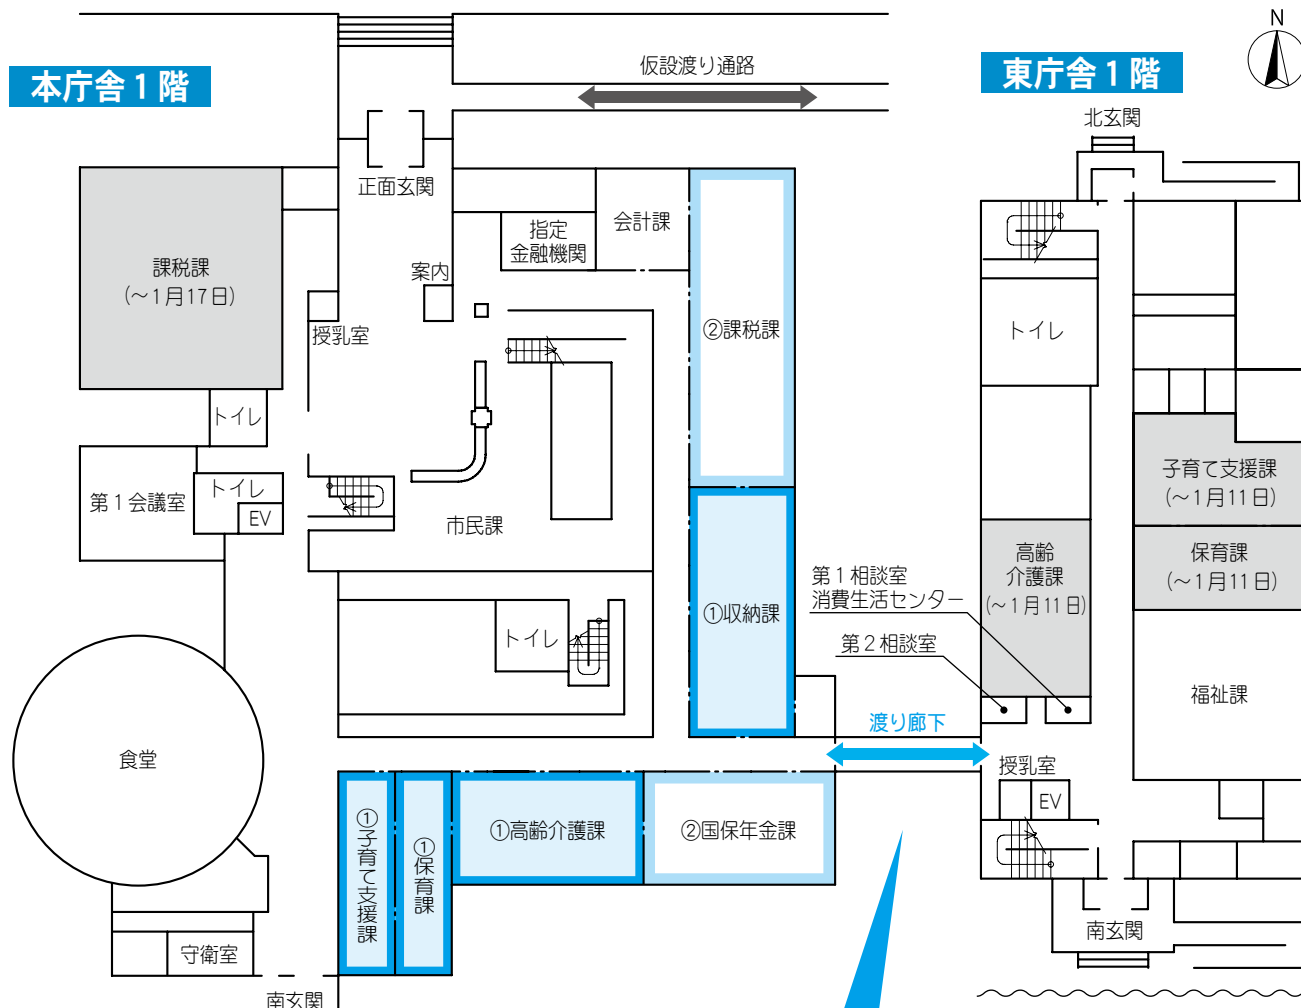 本庁舎1階
仮設渡り通路
東庁舎1階
N
北玄関
正面玄関
課税課
(～1月17日)
指定
金融機関
会計課
案内
授乳室
②課税課
トイレ
トイレ
第1会議室
トイレ
EV
市民課
子育て支援課
(～1月11日)
高齢
介護課
(～1月11日)
保育課
(～1月11日)
第1相談室
消費生活センター
第2相談室
①収納課
トイレ
福祉課
渡り廊下
食堂
授乳室
EV
①子育て支援課
①保育課
①高齢介護課
②国保年金課
守衛室
南玄関
南玄関